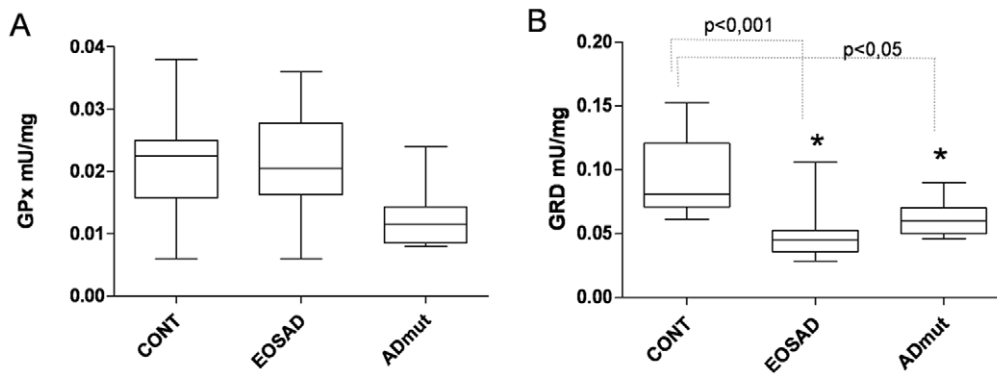 A
GPx mU/mg
0.04
0.03
0.02
0.01
0.00
CONT
EOSAD
ADmut
B
GRD mU/mg
0.20
0.15
0.10
0.05
0.00
p<0,001
p<0,05
*
*
CONT
EOSAD
ADmut